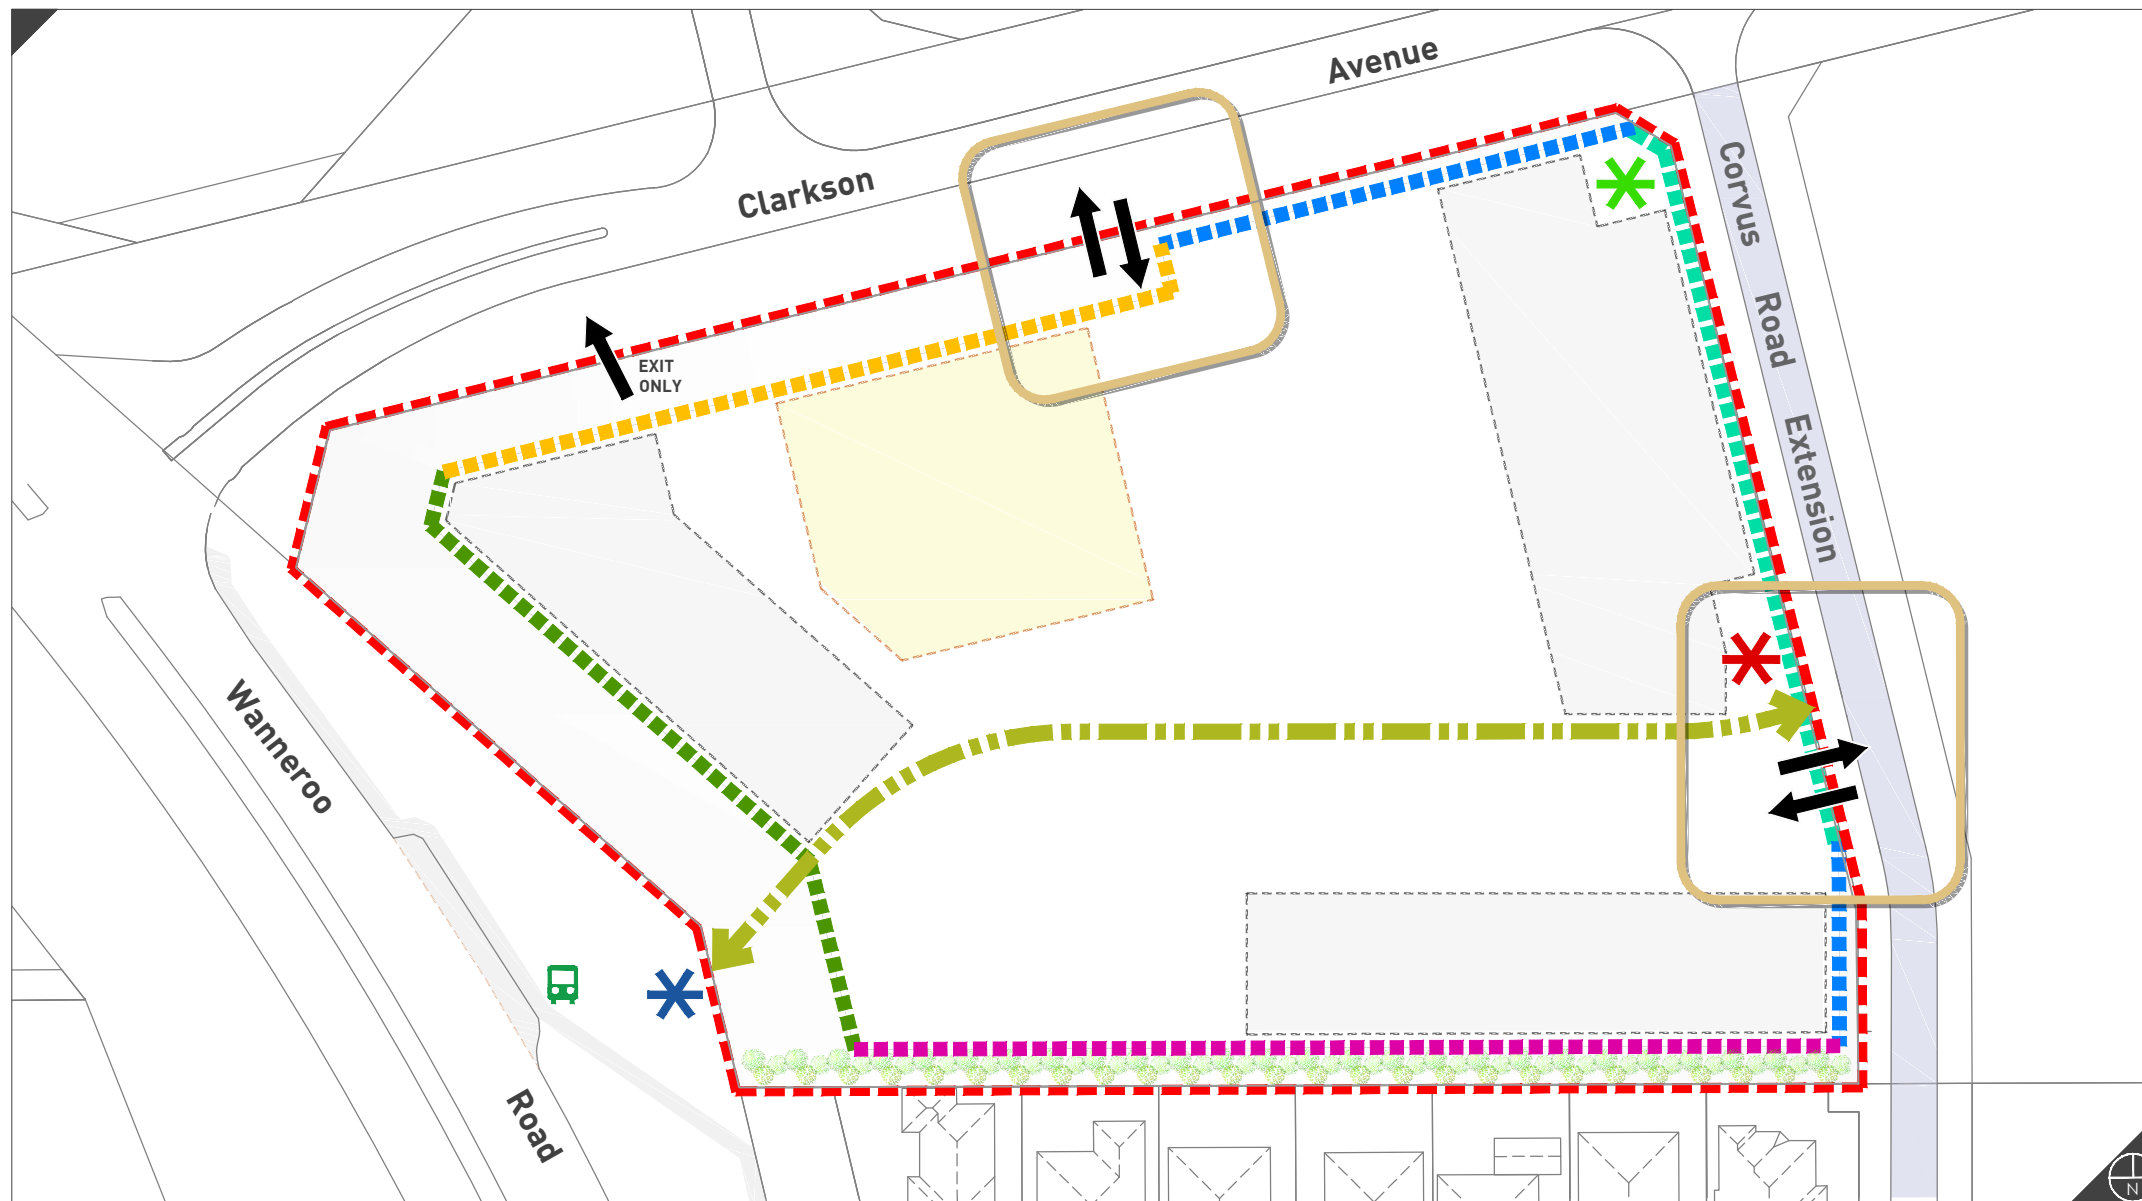 Avenue
Clarkson
Corvus
Road
Extension
EXIT
ONLY
Wanneroo
Road
N